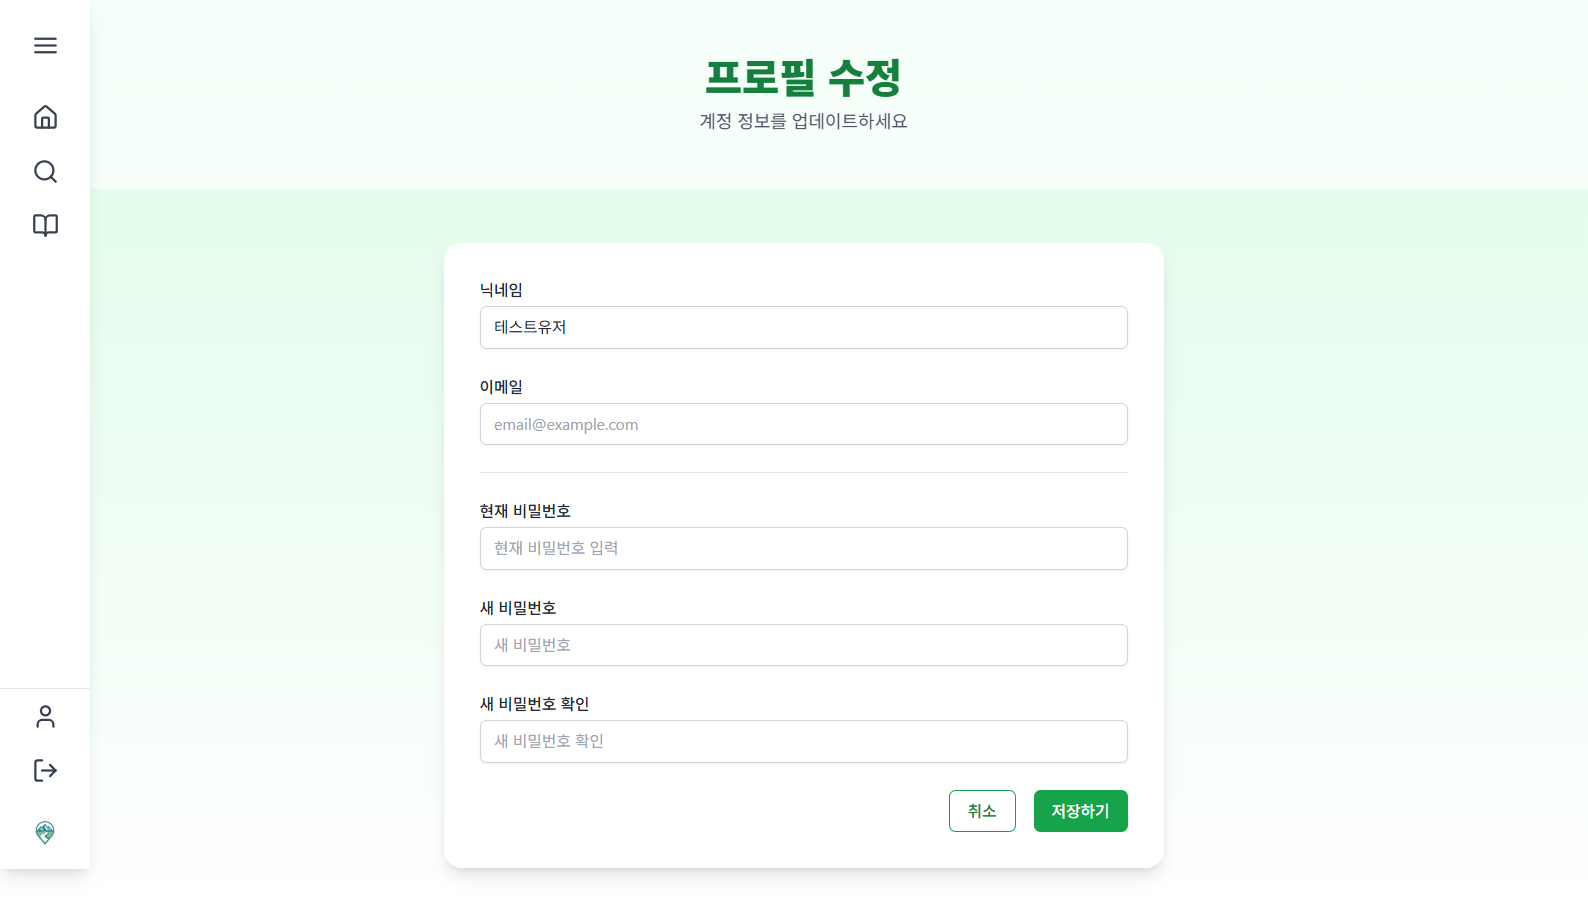 프로필 수정
계정 정보를 업데이트하세요
닉네임
테스트유저
이메일
email@example.com
현재 비밀번호
현재 비밀번호 입력
새 비밀번호
새 비밀번호
새 비밀번호 확인
새 비밀번호 확인
취소
저장하기